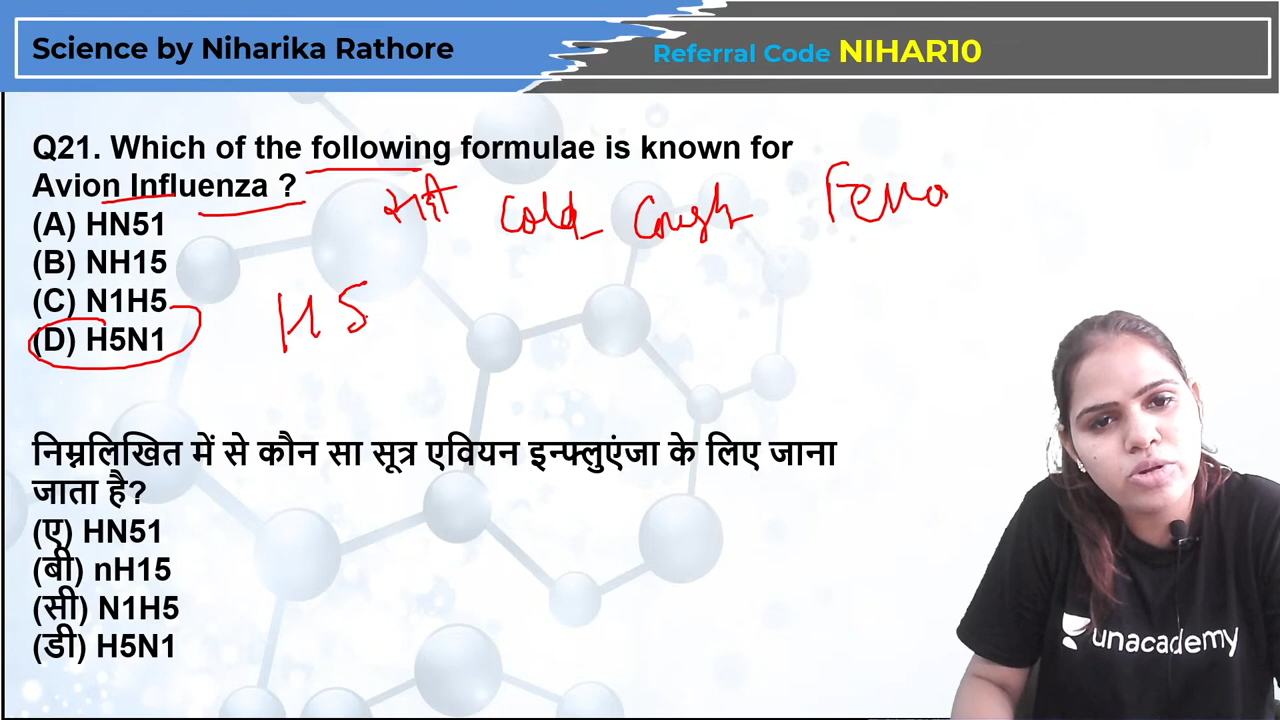 Science by Niharika Rathore
Referral Code NIHAR10
Q21. Which of the following formulae is known for
Avion Influenza ?
(A) HN51
(B) NH15
(C) N1H5
(D) H5N1
Cold Cough
H5
निम्नलिखित में से कौन सा सूत्र एवियन इन्फ्लुएंजा के लिए जाना
जाता है?
(ए) HN51
(बी) nH15
(सी) N1H5
(डी) H5N1
unacademy